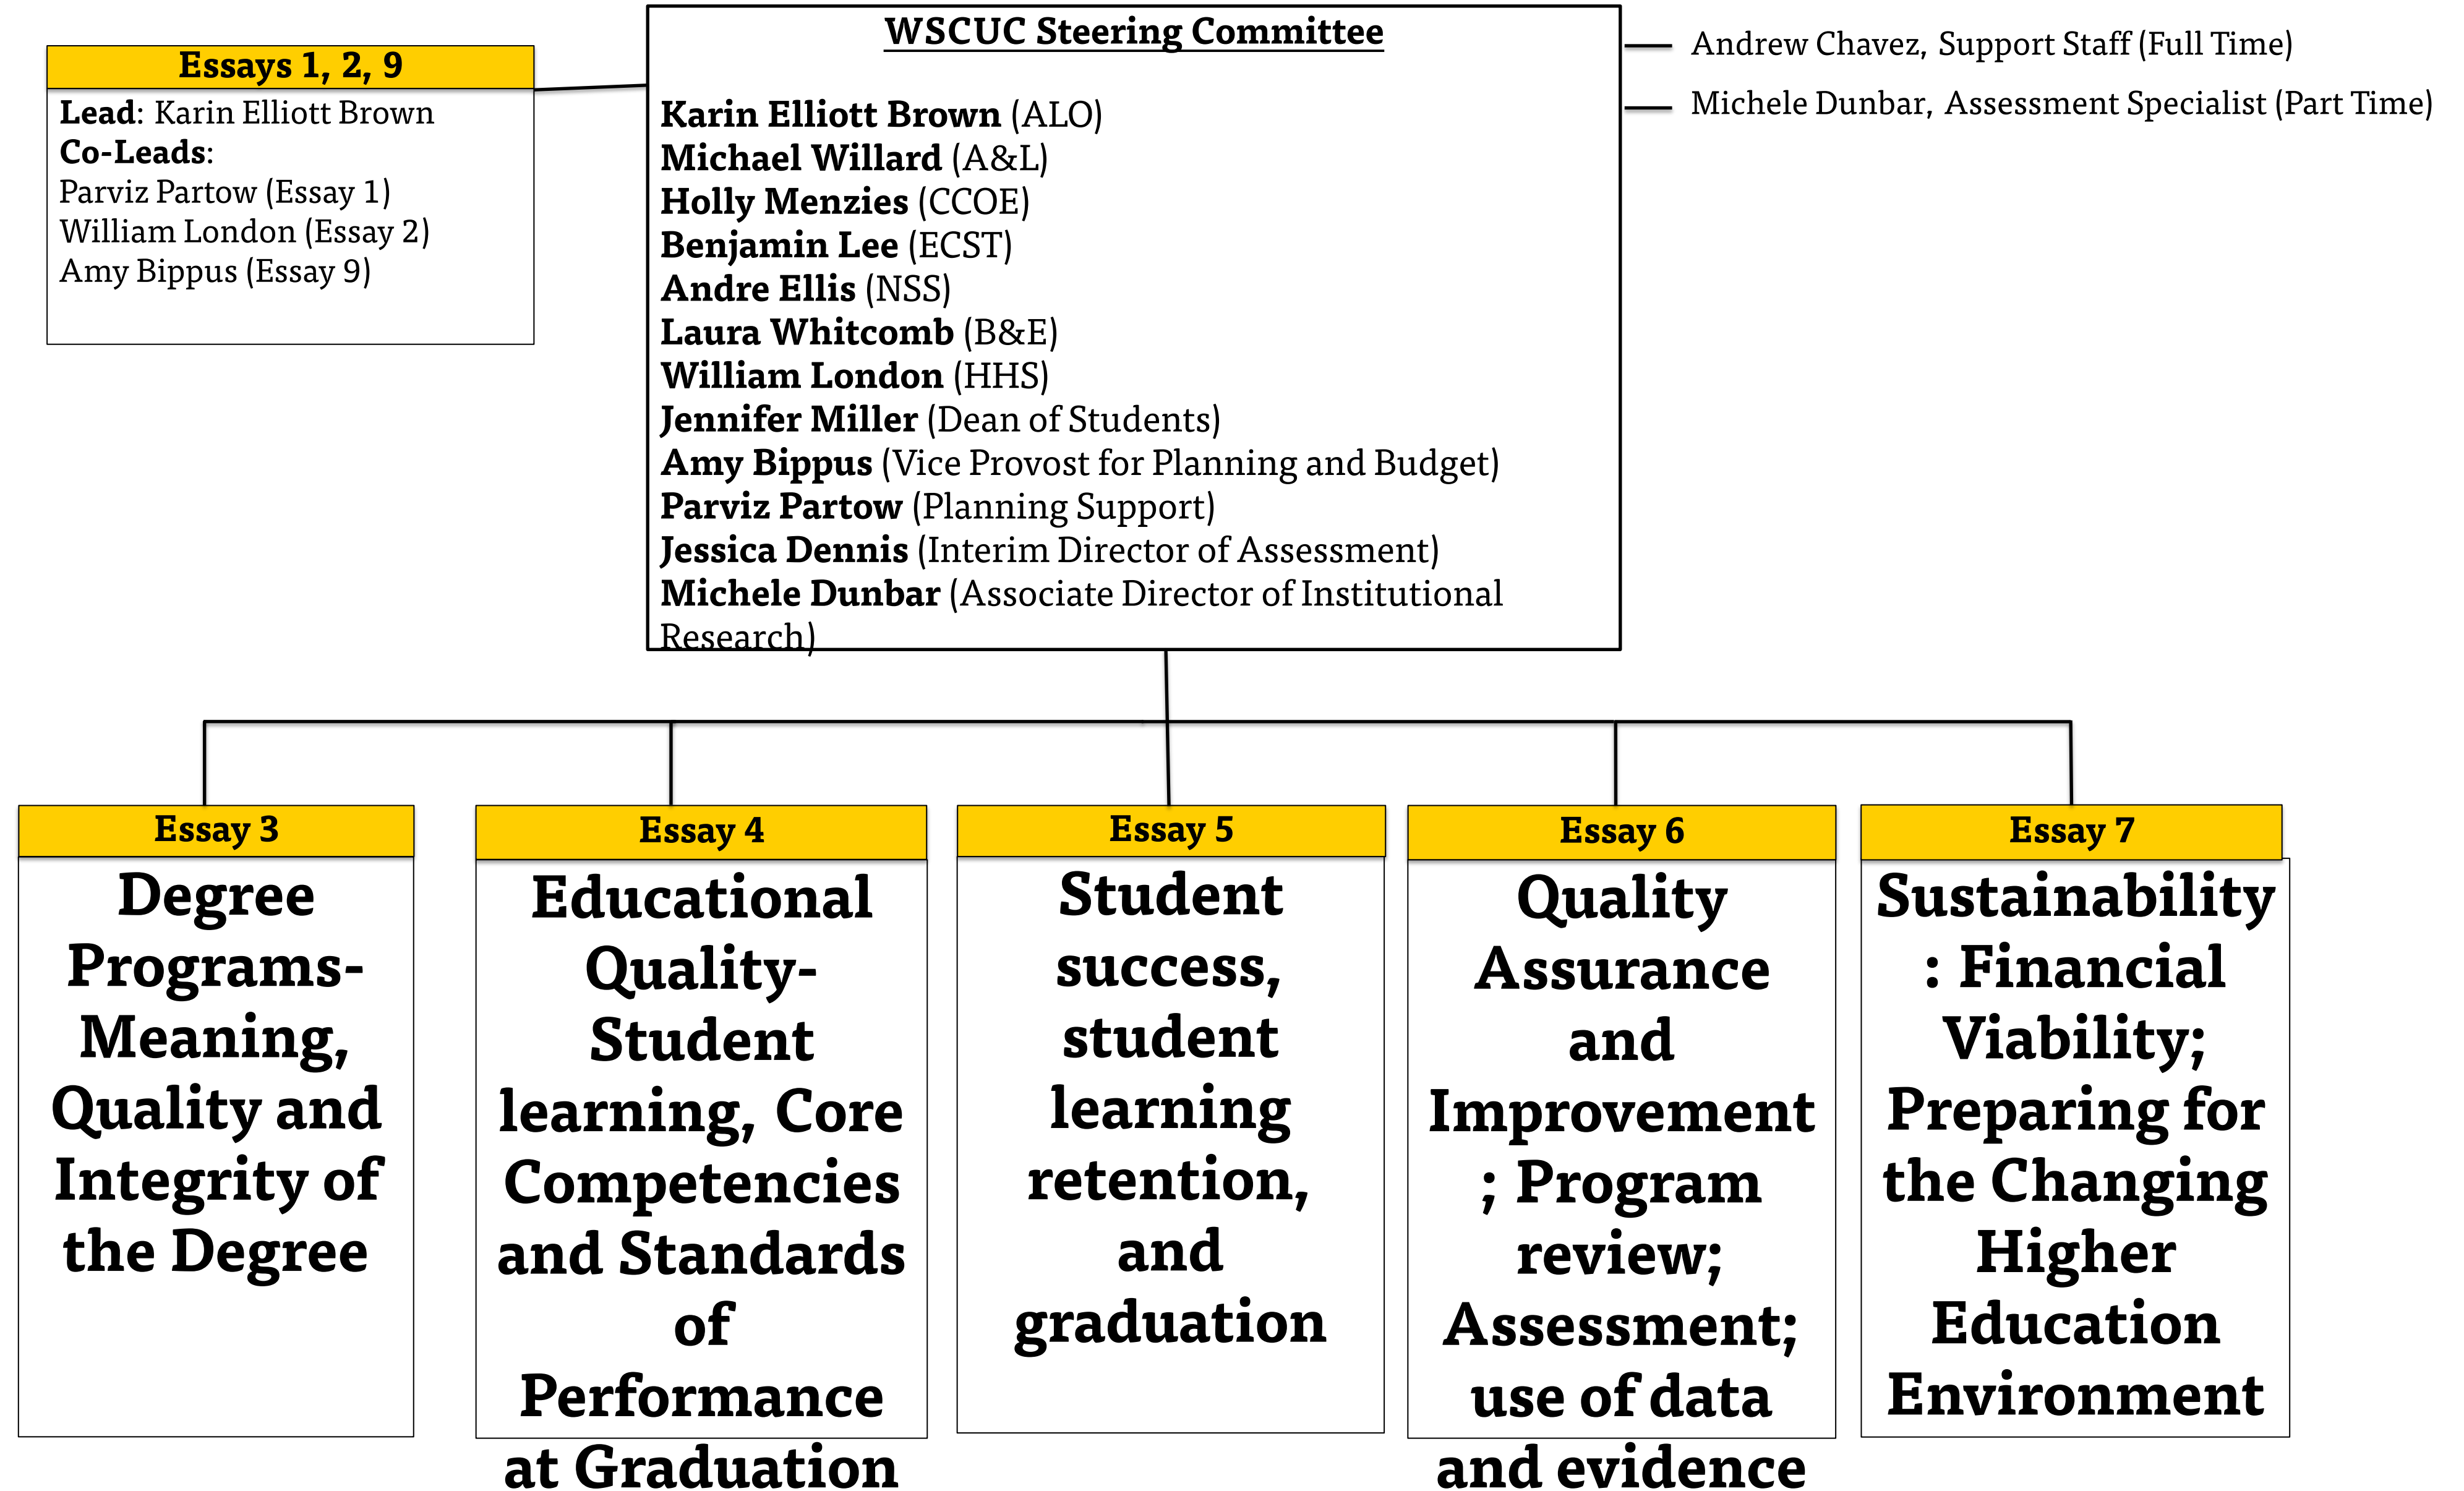 WSCUC Steering Committee
Karin Elliott Brown (ALO)
Michael Willard (A&L)
Holly Menzies (CCOE)
Benjamin Lee (ECST)
Andre Ellis (NSS)
Laura Whitcomb (B&E)
William London (HHS)
Jennifer Miller (Dean of Students)
Amy Bippus (Vice Provost for Planning and Budget)
Parviz Partow (Planning Support)
Jessica Dennis (Interim Director of Assessment)
Michele Dunbar (Associate Director of Institutional
Research)
Andrew Chavez, Support Staff (Full Time)
Michele Dunbar, Assessment Specialist (Part Time)
Essays 1, 2, 9
Lead: Karin Elliott Brown
Co-Leads:
Parviz Partow (Essay 1)
William London (Essay 2)
Amy Bippus (Essay 9)
Essay 3
Degree
Programs-
Meaning,
Quality and
Integrity of
the Degree
Essay 4
Educational
Quality-
Student
learning, Core
Competencies
and Standards
of
Performance
at Graduation
Essay 5
Student
success,
student
learning
retention,
and
graduation
Essay 6
Quality
Assurance
and
Improvement
; Program
review;
Assessment;
use of data
and evidence
Essay 7
Sustainability
: Financial
Viability;
Preparing for
the Changing
Higher
Education
Environment